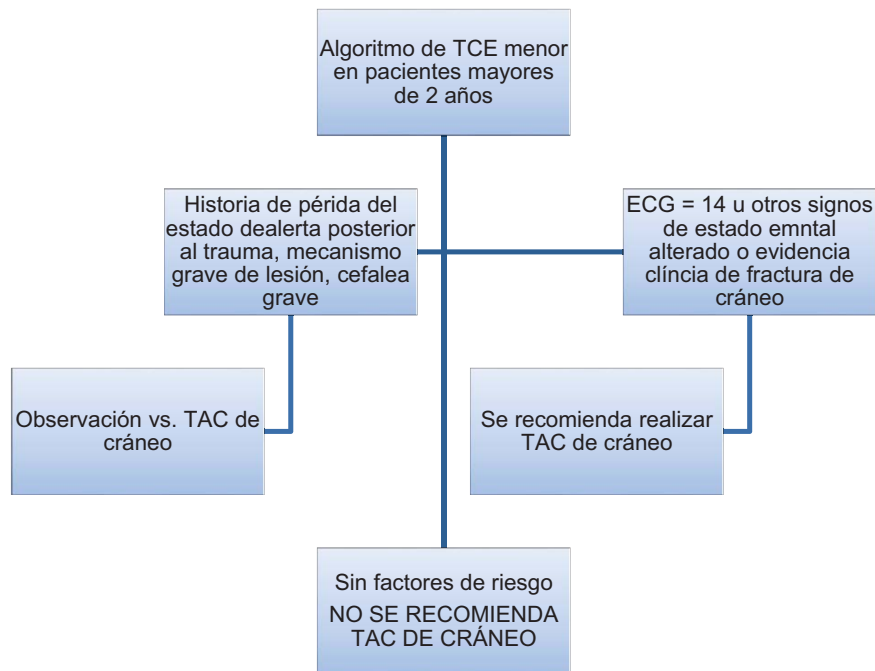 Algoritmo de TCE menor
en pacientes mayores
de 2 años
Historia de périda del
estado dealerta posterior
al trauma, mecanismo
grave de lesión, cefalea
grave
ECG = 14 u otros signos
de estado emntal
alterado o evidencia
clíncia de fractura de
cráneo
Observación vs. TAC de
cráneo
Se recomienda realizar
TAC de cráneo
Sin factores de riesgo
NO SE RECOMIENDA
TAC DE CRÁNEO